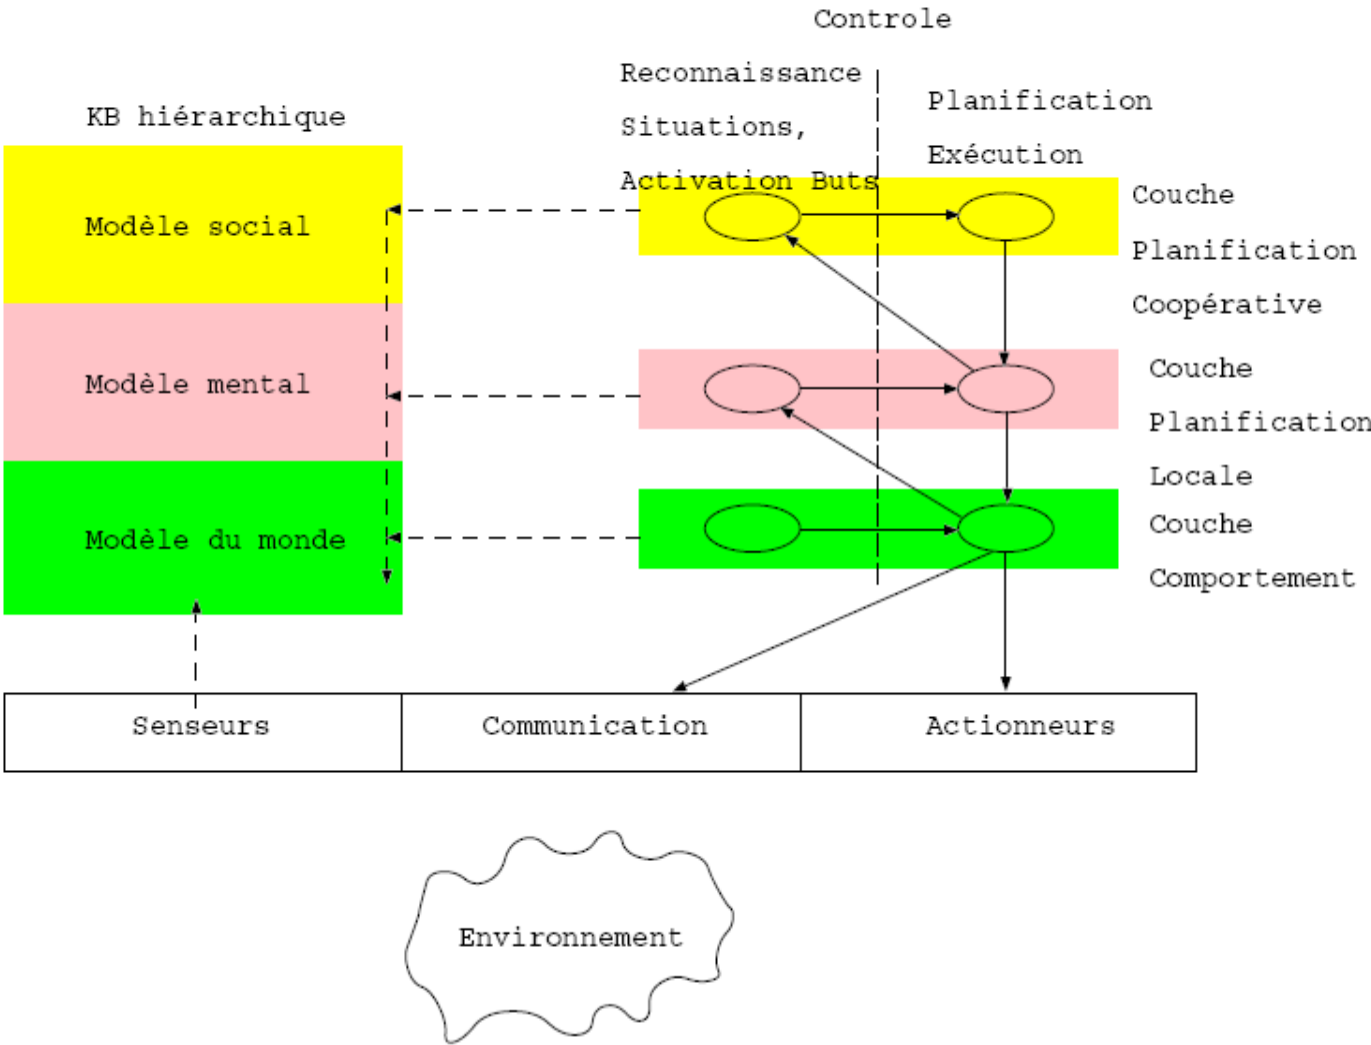 Controle
Reconnaissance
Situations,
Activation Buts
Planification
Exécution
KB hiérarchique
Modèle social
Modèle mental
Modèle du monde
Couche
Planification
Coopérative
Couche
Planification
Locale
Couche
Comportement
Senseurs
Communication
Actionneurs
Environnement